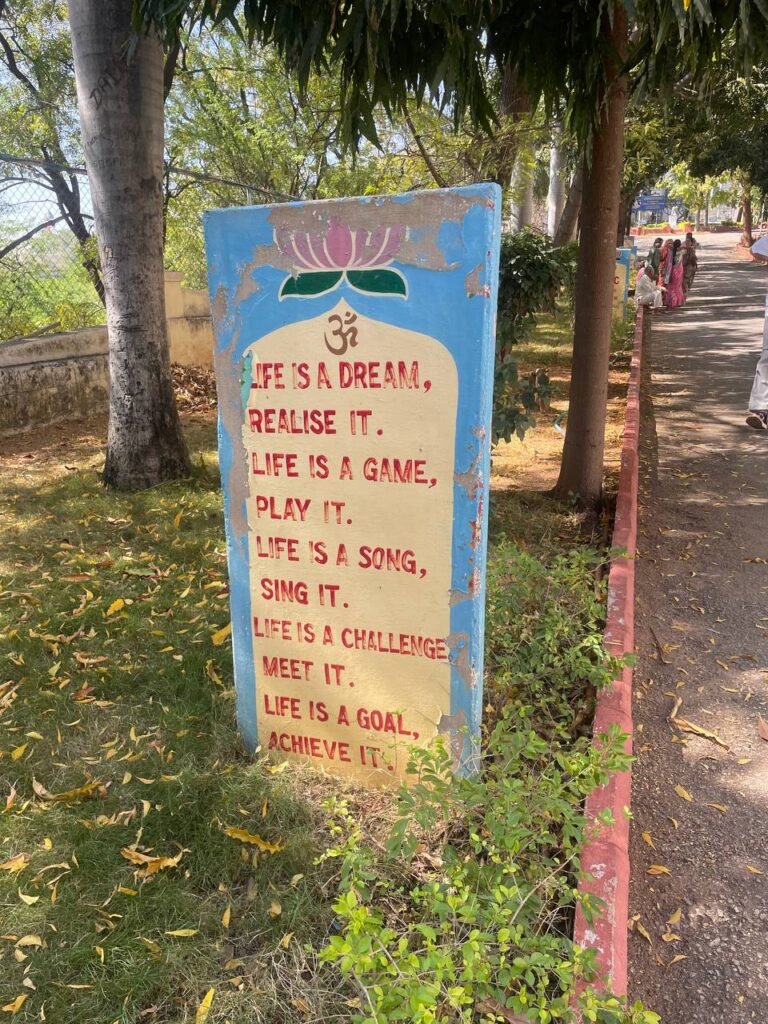 ॐ
LIFE IS A DREAM,
REALISE IT.
LIFE IS A GAME,
PLAY IT.
LIFE IS A SONG,
SING IT.
LIFE IS A CHALLENGE
MEET IT.
LIFE IS A GOAL,
ACHIEVE IT.